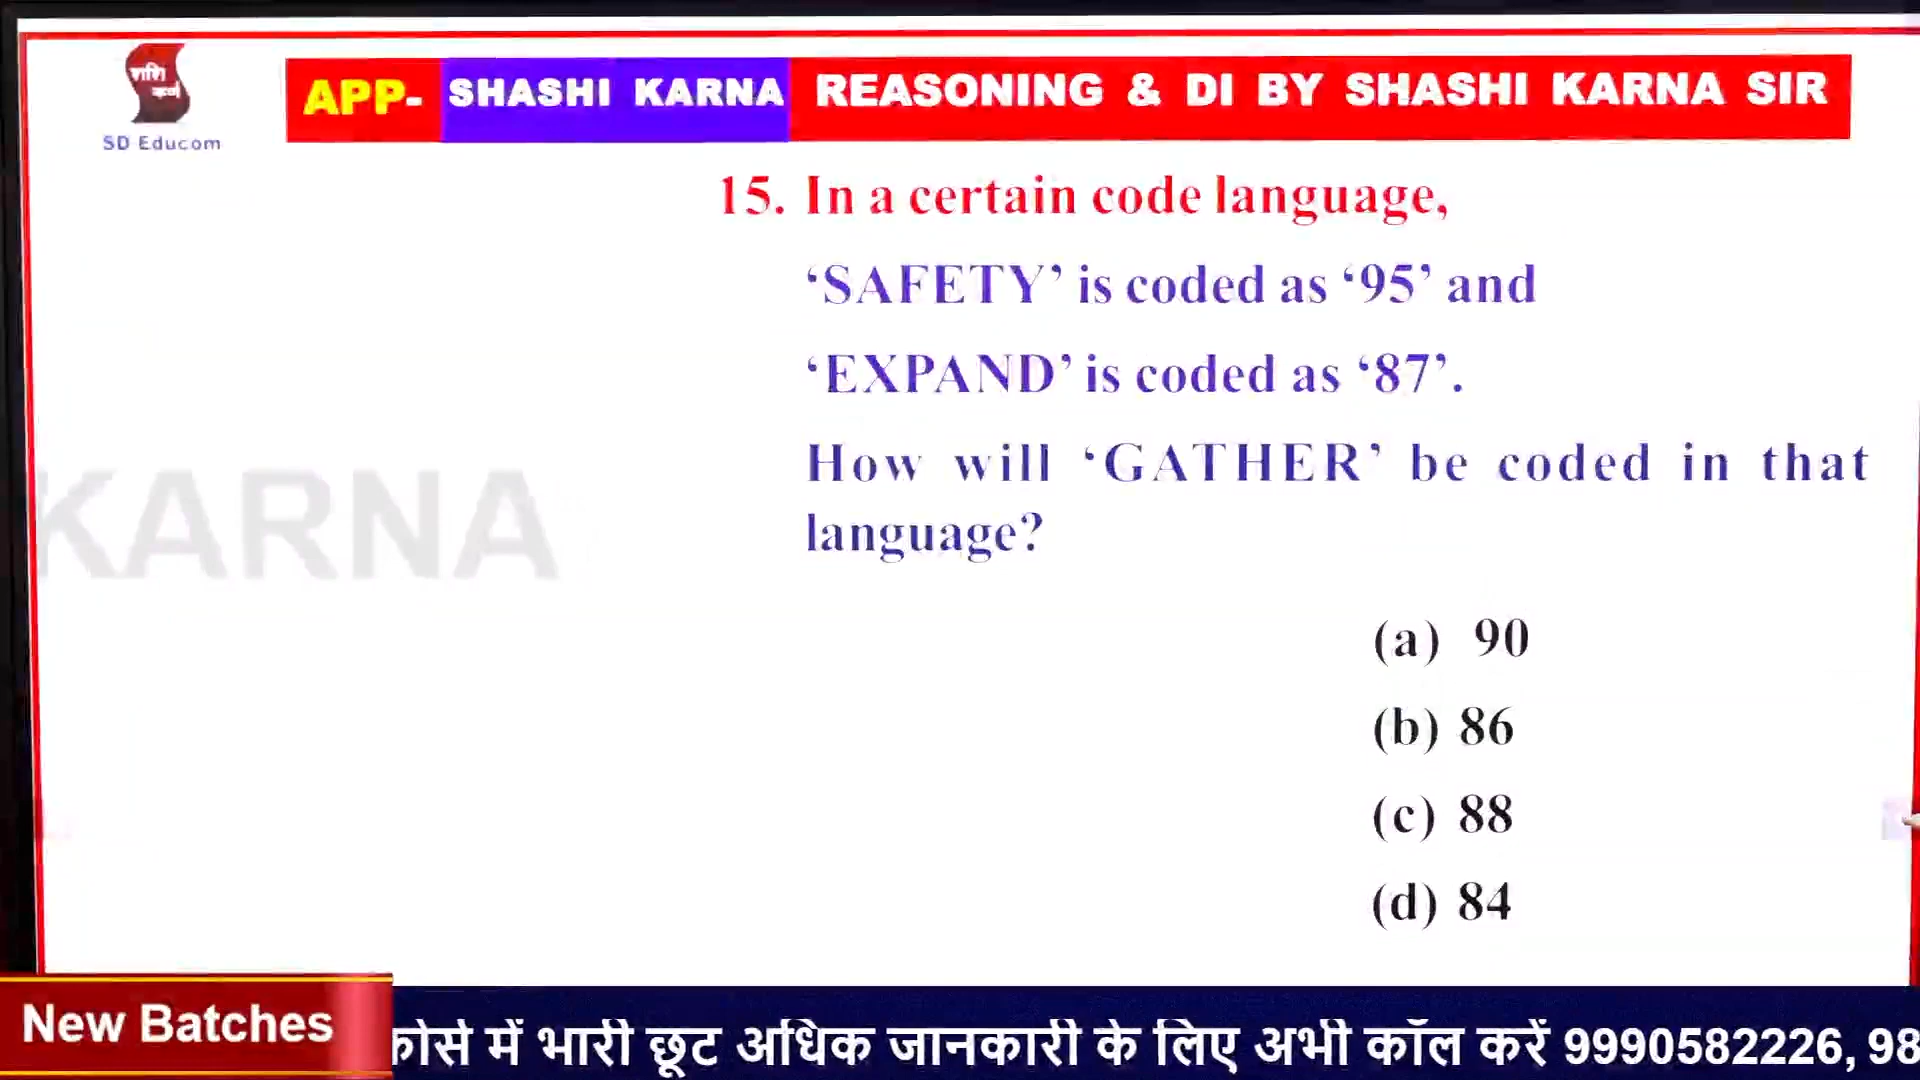 शशि
SD Educom
APP- SHASHI KARNA REASONING & DI BY SHASHI KARNA SIR
15. In a certain code language,
‘SAFETY’ is coded as ‘95’ and
‘EXPAND’ is coded as ‘87’.
How will ‘GATHER’ be coded in that
language?
KARNA
(a) 90
(b) 86
(c) 88
(d) 84
New Batches
कोर्स में भारी छूट अधिक जानकारी के लिए अभी कॉल करें 9990582226, 98